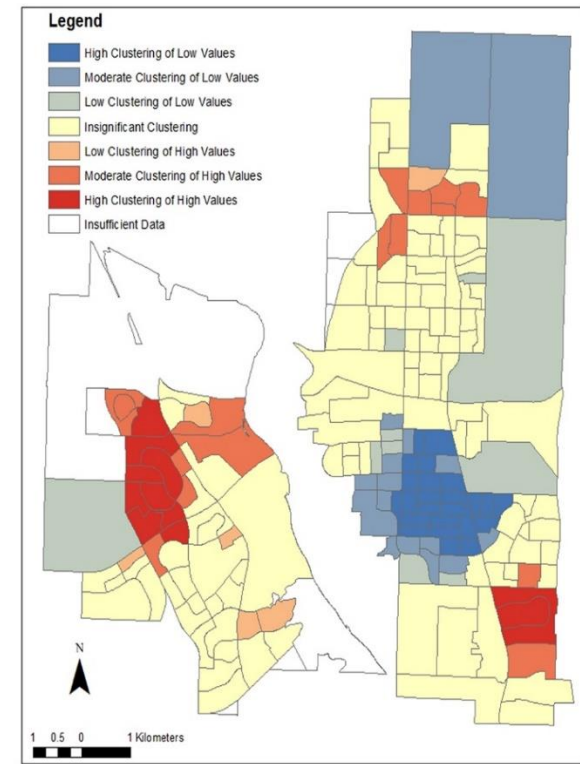 Legend
High Clustering of Low Values
Moderate Clustering of Low Values
Low Clustering of Low Values
Insignificant Clustering
Low Clustering of High Values
Moderate Clustering of High Values
High Clustering of High Values
Insufficient Data
N
1 0.5 0 1 Kilometers